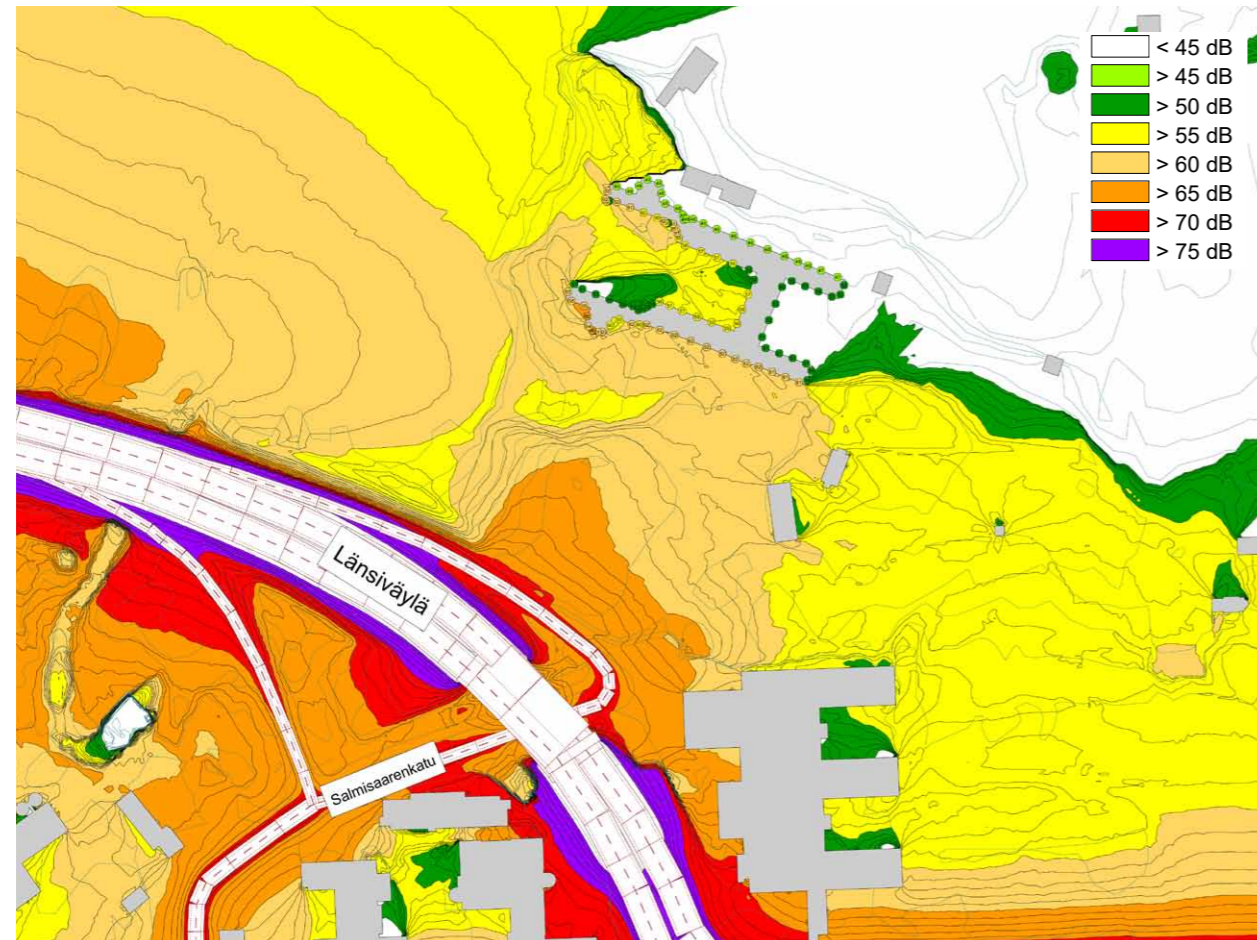 < 45 dB
> 45 dB
> 50 dB
> 55 dB
> 60 dB
> 65 dB
> 70 dB
> 75 dB
Länsiväylä
Salmisaarenkatu